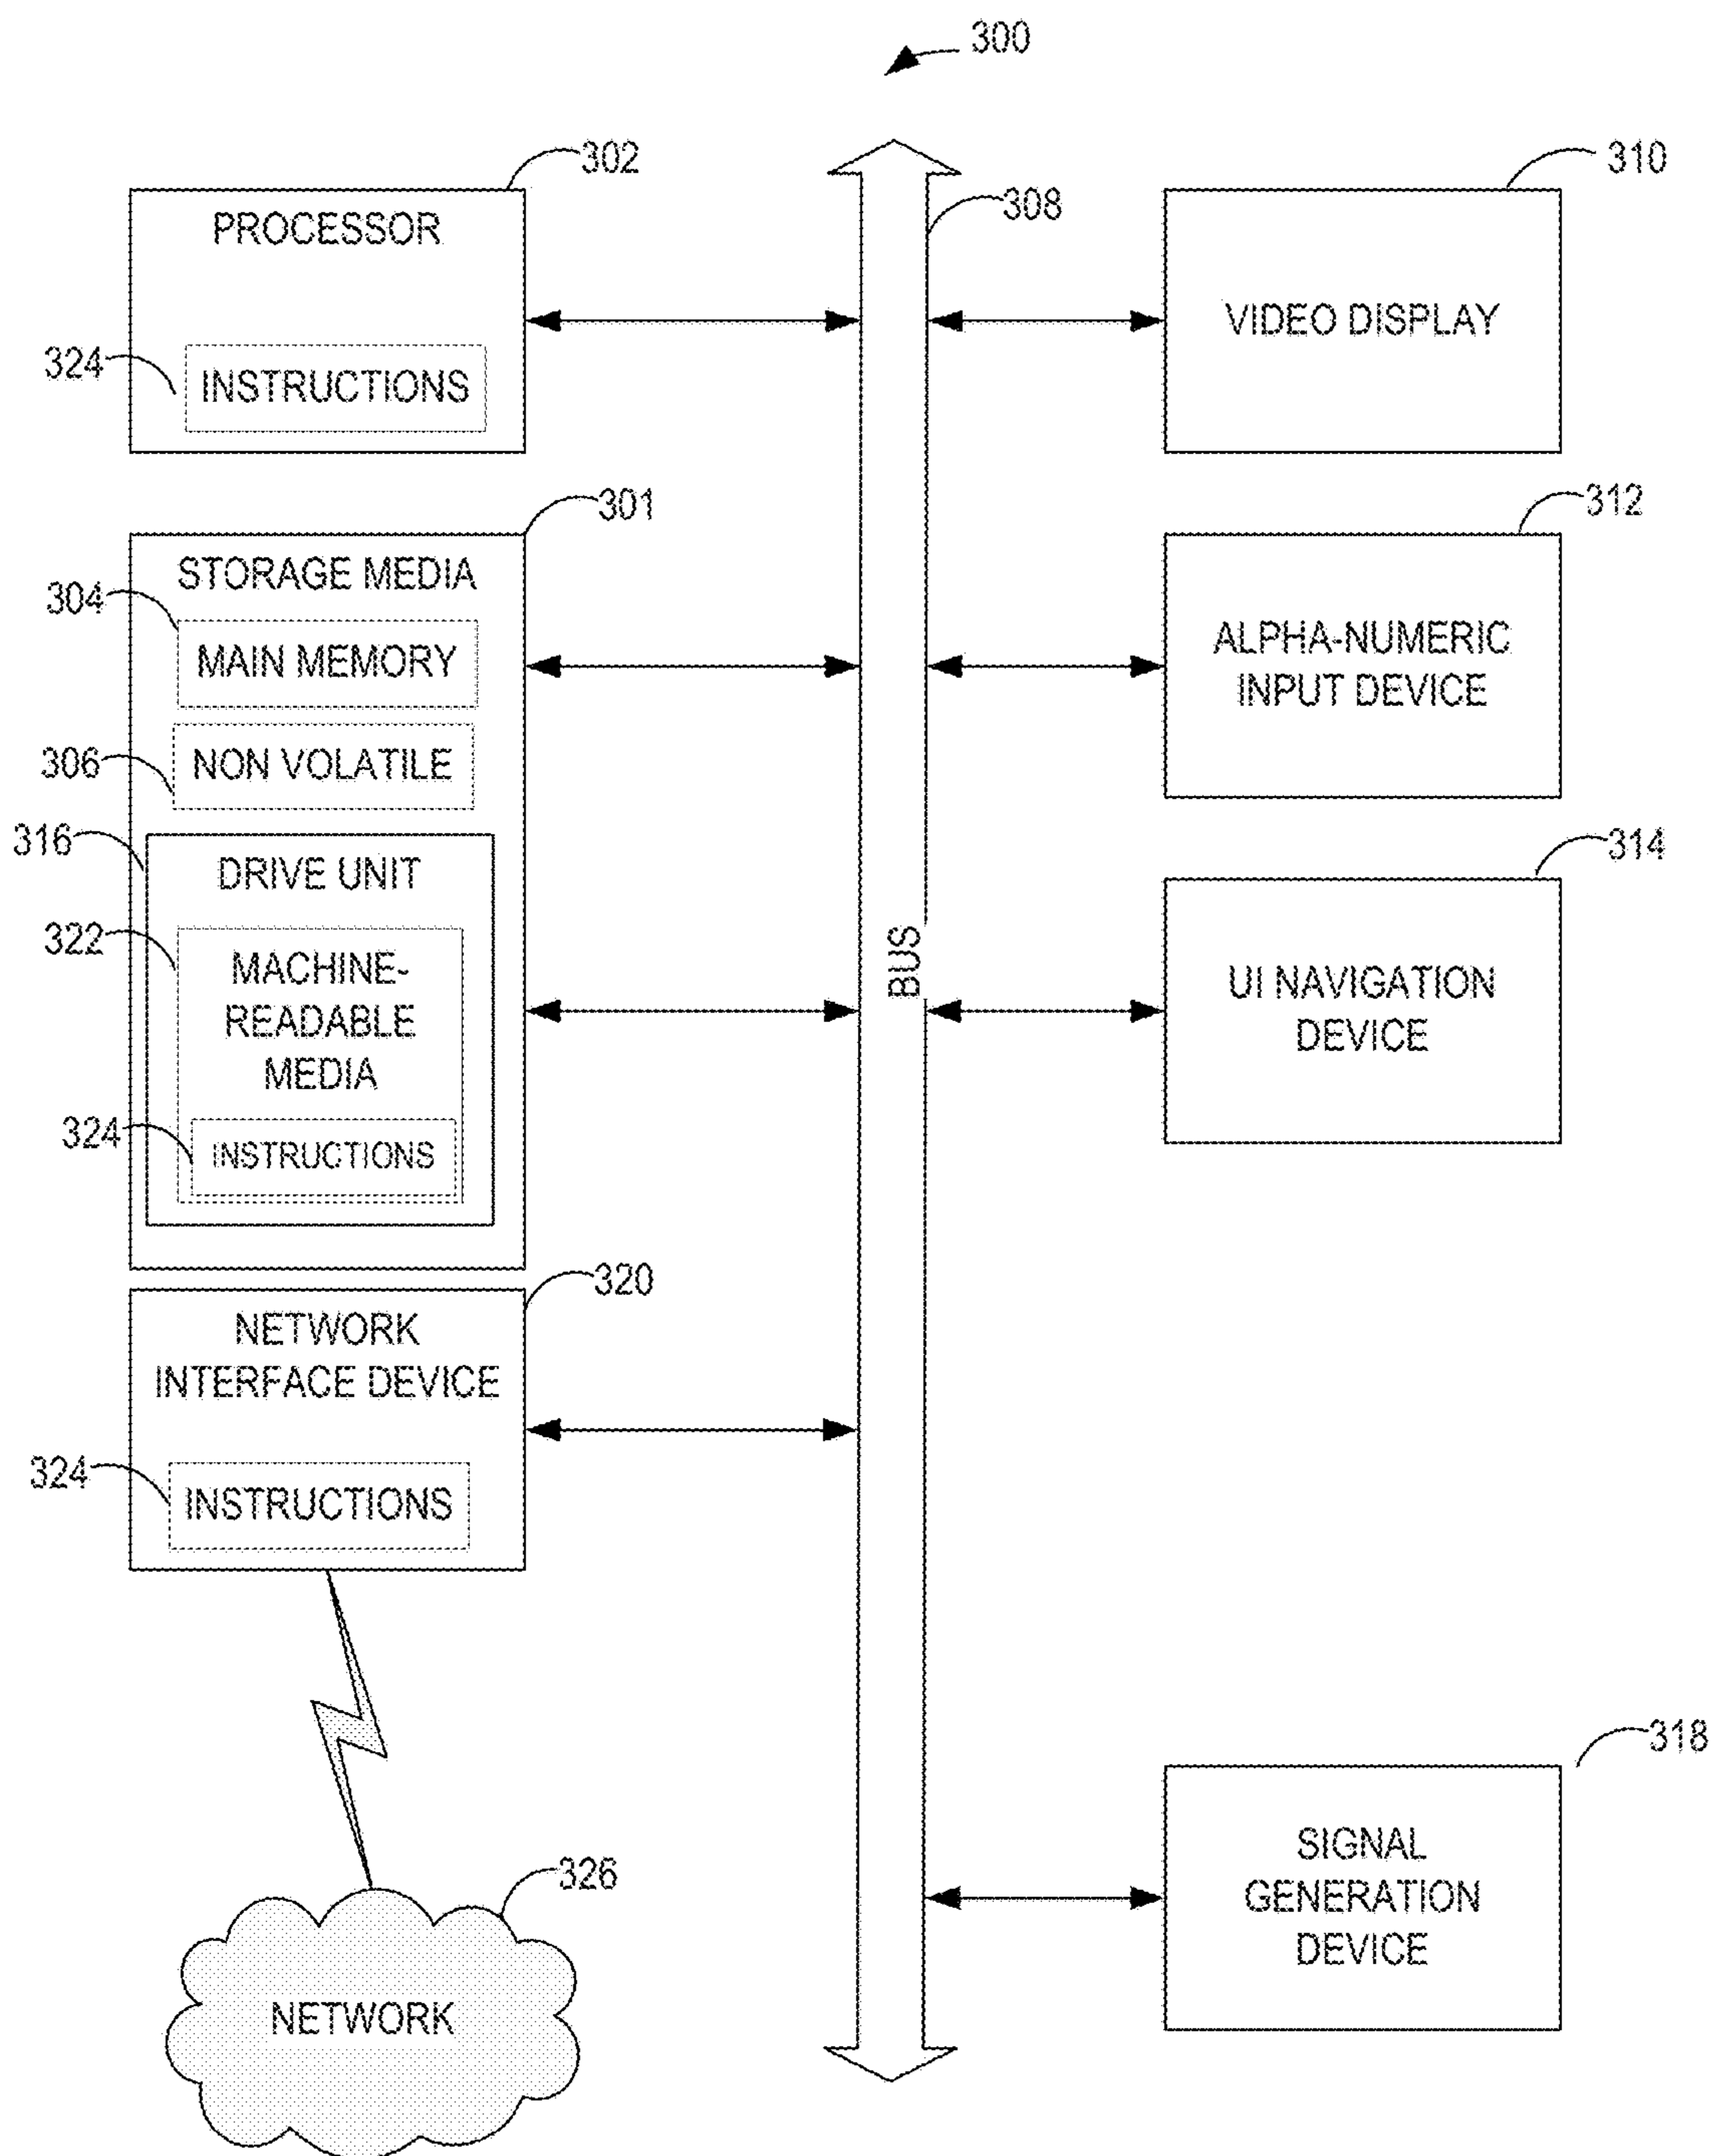 300
302
PROCESSOR
324
INSTRUCTIONS
301
STORAGE MEDIA
304
MAIN MEMORY
306
NON VOLATILE
316
DRIVE UNIT
322
MACHINE-
READABLE
MEDIA
324
INSTRUCTIONS
320
NETWORK
INTERFACE DEVICE
324
INSTRUCTIONS
326
NETWORK
308
BUS
310
VIDEO DISPLAY
312
ALPHA-NUMERIC
INPUT DEVICE
314
UI NAVIGATION
DEVICE
318
SIGNAL
GENERATION
DEVICE